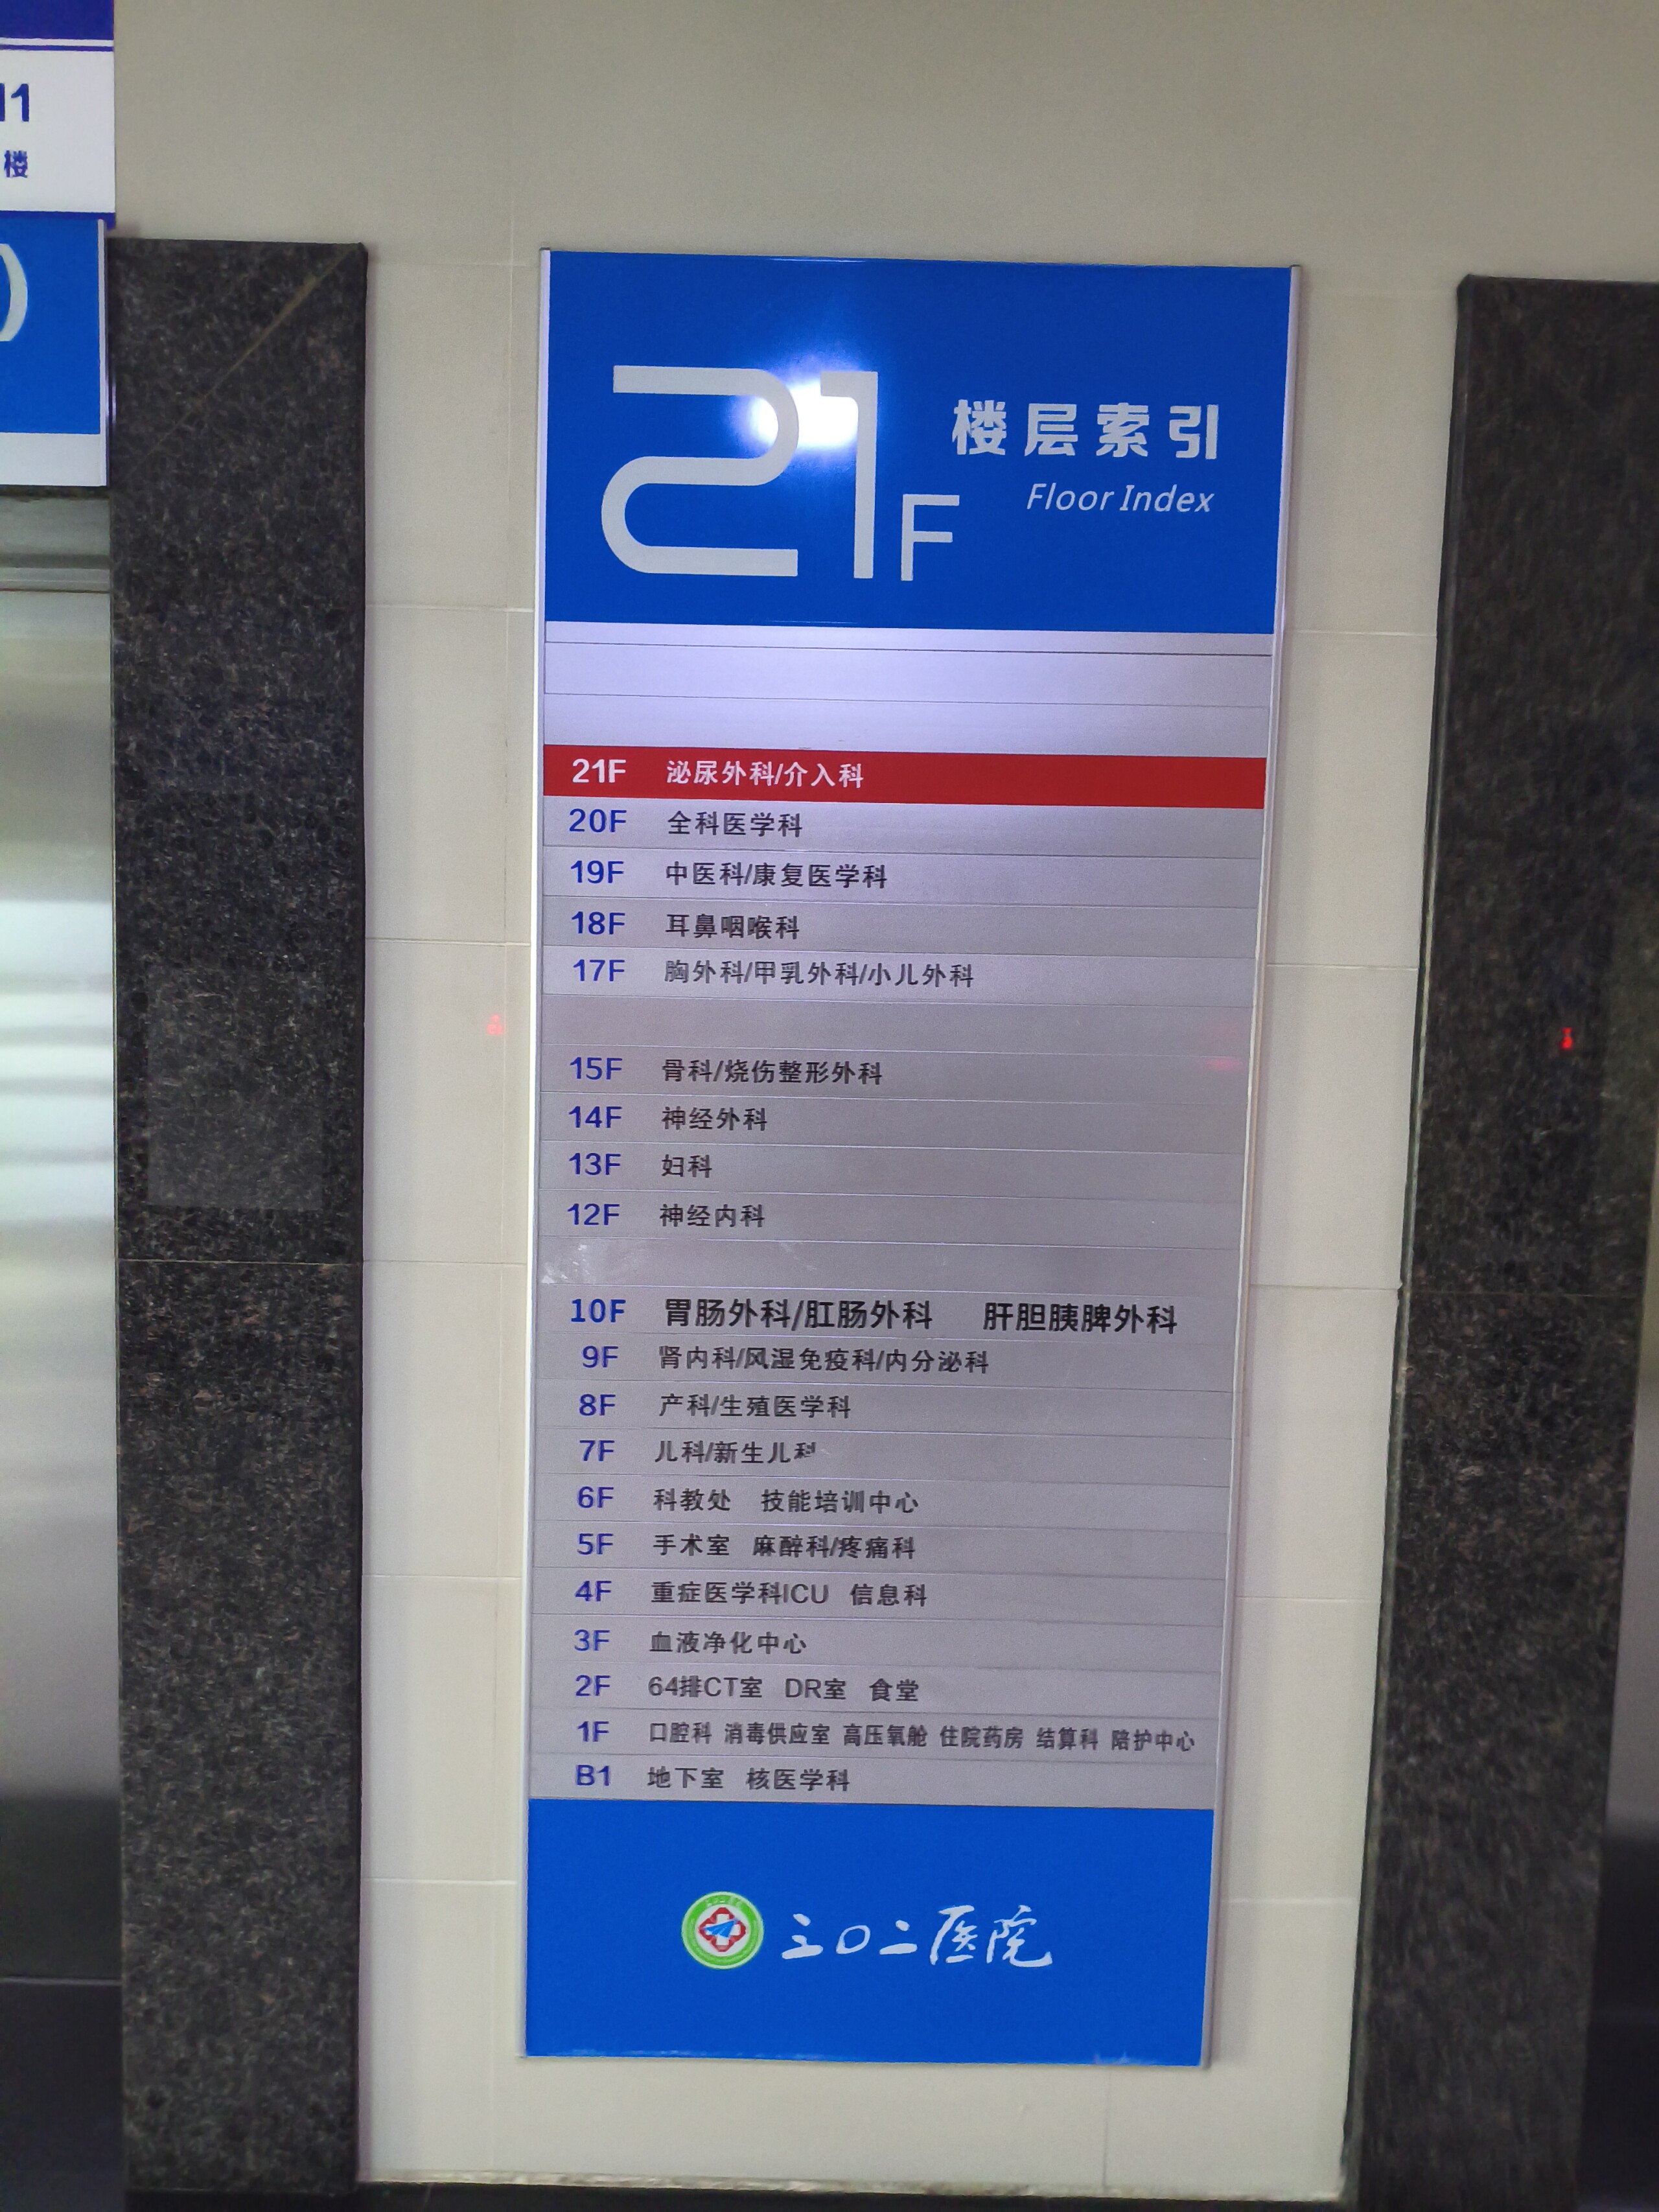 楼
21F 楼层索引
Floor Index
21F 泌尿外科/介入科
20F 全科医学科
19F 中医科/康复医学科
18F 耳鼻咽喉科
17F 胸外科/甲乳外科/小儿外科
15F 骨科/烧伤整形外科
14F 神经外科
13F 妇科
12F 神经内科
10F 胃肠外科/肛肠外科 肝胆胰脾外科
9F 肾内科/风湿免疫科/内分泌科
8F 产科/生殖医学科
7F 儿科/新生儿科
6F 科教处 技能培训中心
5F 手术室 麻醉科/疼痛科
4F 重症医学科ICU 信息科
3F 血液净化中心
2F 64排CT室 DR室 食堂
1F 口腔科 消毒供应室 高压氧舱 住院药房 结算科 陪护中心
B1 地下室 核医学科
三〇二医院